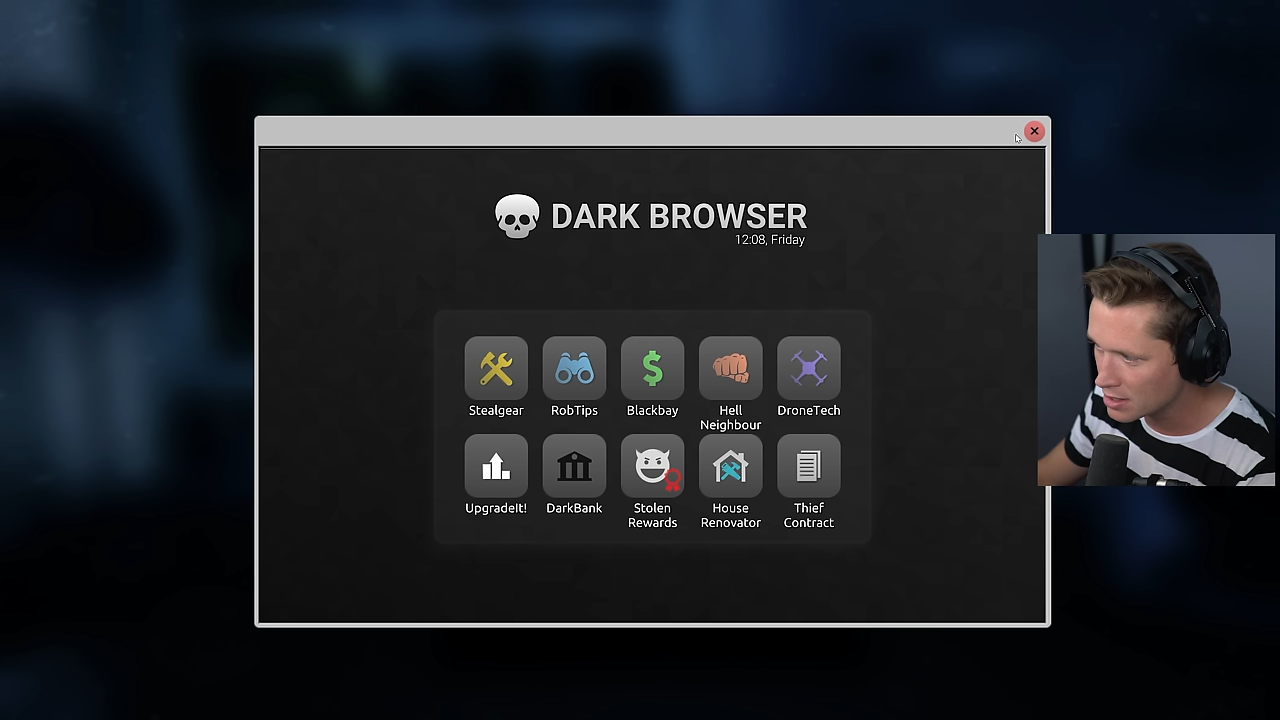 DARK BROWSER
12:08, Friday
Stealgear
RobTips
Blackbay
Hell
Neighbour
DroneTech
UpgradeIt!
DarkBank
Stolen
Rewards
House
Renovator
Thief
Contract